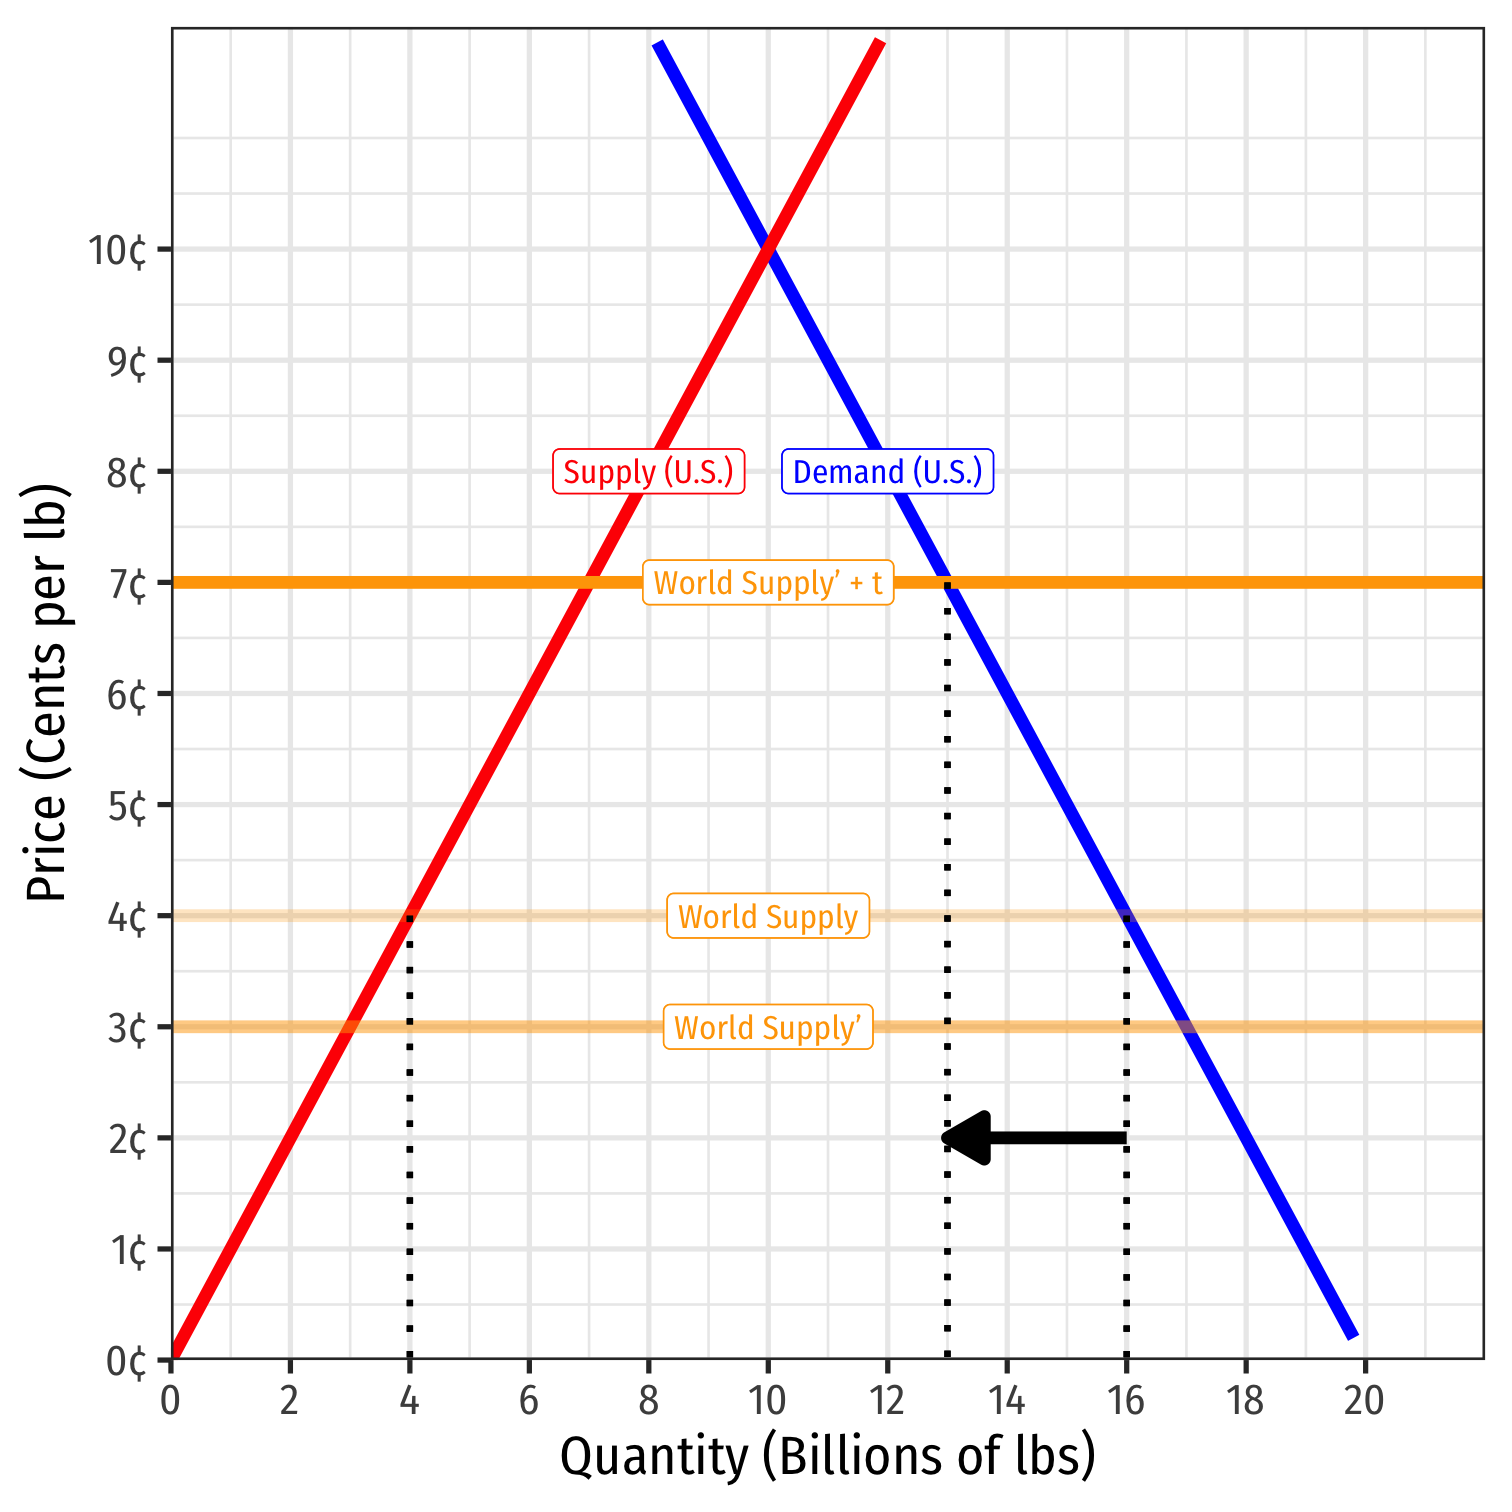 10¢
9¢
8¢
7¢
6¢
5¢
4¢
3¢
2¢
1¢
0¢
Price (Cents per lb)
Supply (U.S.)
Demand (U.S.)
World Supply’ + t
World Supply
World Supply’
0 2 4 6 8 10 12 14 16 18 20
Quantity (Billions of lbs)